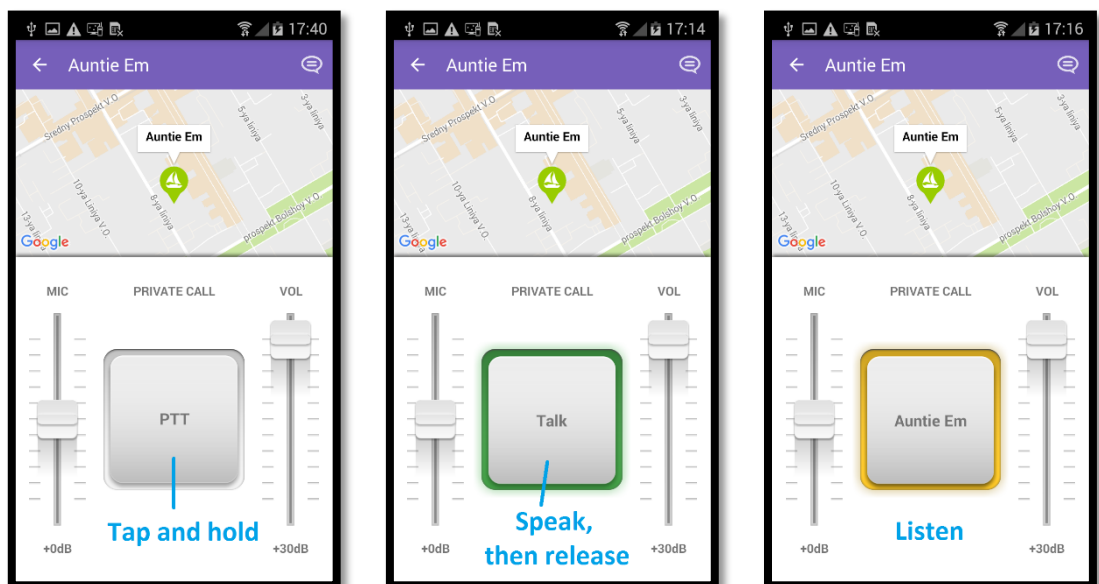 17:40
Auntie Em
Sredny Prospekt V.O.
5-ya liniya
3-ya liniya
Auntie Em
10-ya Liniya V.O.
8-ya liniya
13-ya lin
prospekt Bolshoy V.O.
Google
MIC
PRIVATE CALL
VOL
PTT
Tap and hold
+0dB
+30dB
17:14
Auntie Em
Sredny Prospekt V.O.
5-ya liniya
3-ya liniya
Auntie Em
10-ya Liniya V.O.
8-ya liniya
13-ya lin
prospekt Bolshoy V.O.
Google
MIC
PRIVATE CALL
VOL
Talk
Speak,
then release
+0dB
+30dB
17:16
Auntie Em
Sredny Prospekt V.O.
5-ya liniya
3-ya liniya
Auntie Em
10-ya Liniya V.O.
8-ya liniya
13-ya lin
prospekt Bolshoy V.O.
Google
MIC
PRIVATE CALL
VOL
Auntie Em
Listen
+0dB
+30dB